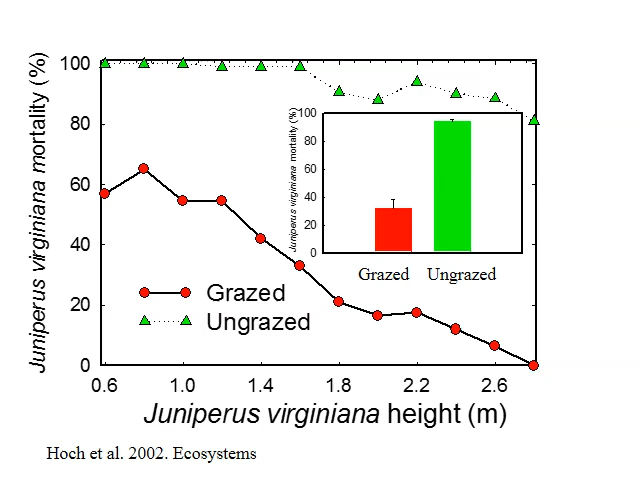 Juniperus virginiana mortality (%)
100
80
60
40
20
0
Juniperus virginiana mortality (%)
100
80
60
40
20
0
Grazed Ungrazed
Grazed
Ungrazed
0.6 1.0 1.4 1.8 2.2 2.6
Juniperus virginiana height (m)
Hoch et al. 2002. Ecosystems